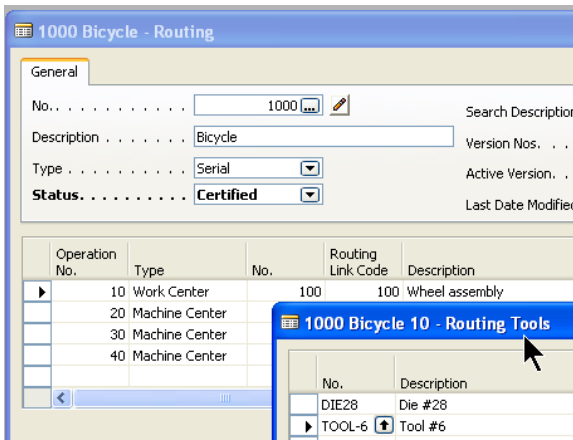 1000 Bicycle - Routing
General
No.. . . . . . . . . . . 1000 ...
Description . . . . . . . Bicycle
Type . . . . . . . . . . Serial
Status. . . . . . . . . . Certified
Search Description
Version Nos. . .
Active Version. .
Last Date Modified
Operation No. Type No. Routing Link Code Description
10 Work Center 100 100 Wheel assembly
20 Machine Center
30 Machine Center
40 Machine Center
1000 Bicycle 10 - Routing Tools
No. Description
DIE28 Die #28
TOOL-6 Tool #6